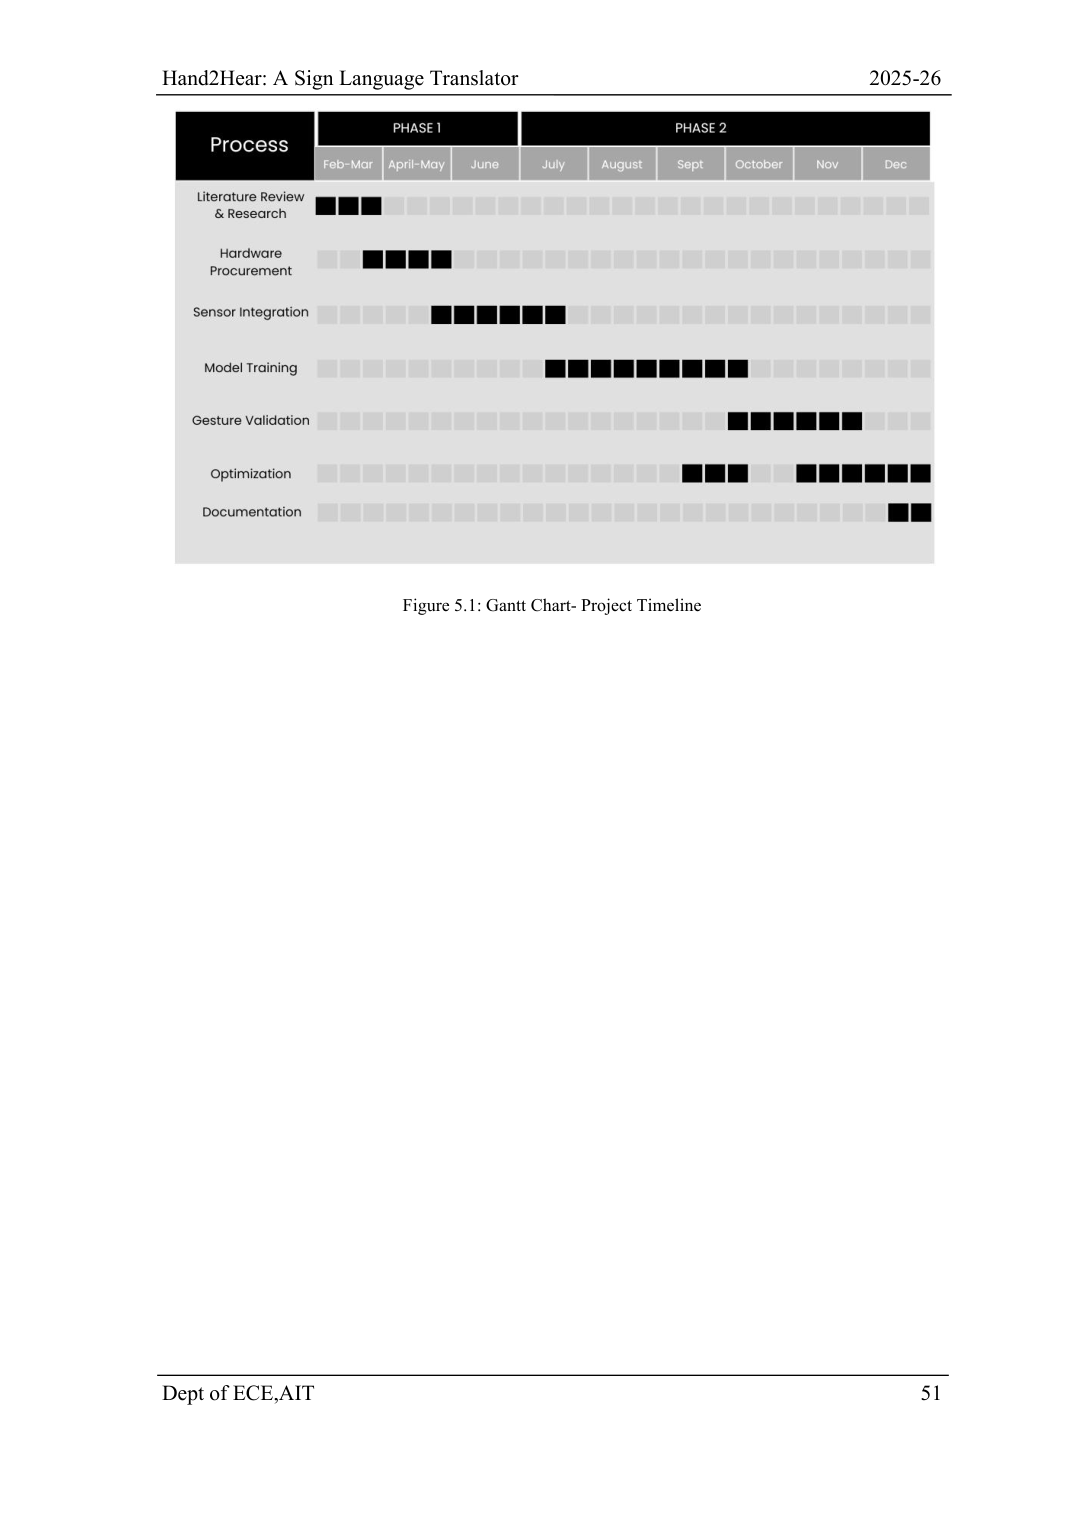 Hand2Hear: A Sign Language Translator 2025-26
Process
PHASE 1 PHASE 2
Feb-Mar April-May June July August Sept October Nov Dec
Literature Review
& Research
Hardware
Procurement
Sensor Integration
Model Training
Gesture Validation
Optimization
Documentation
Figure 5.1: Gantt Chart- Project Timeline
Dept of ECE,AIT 51